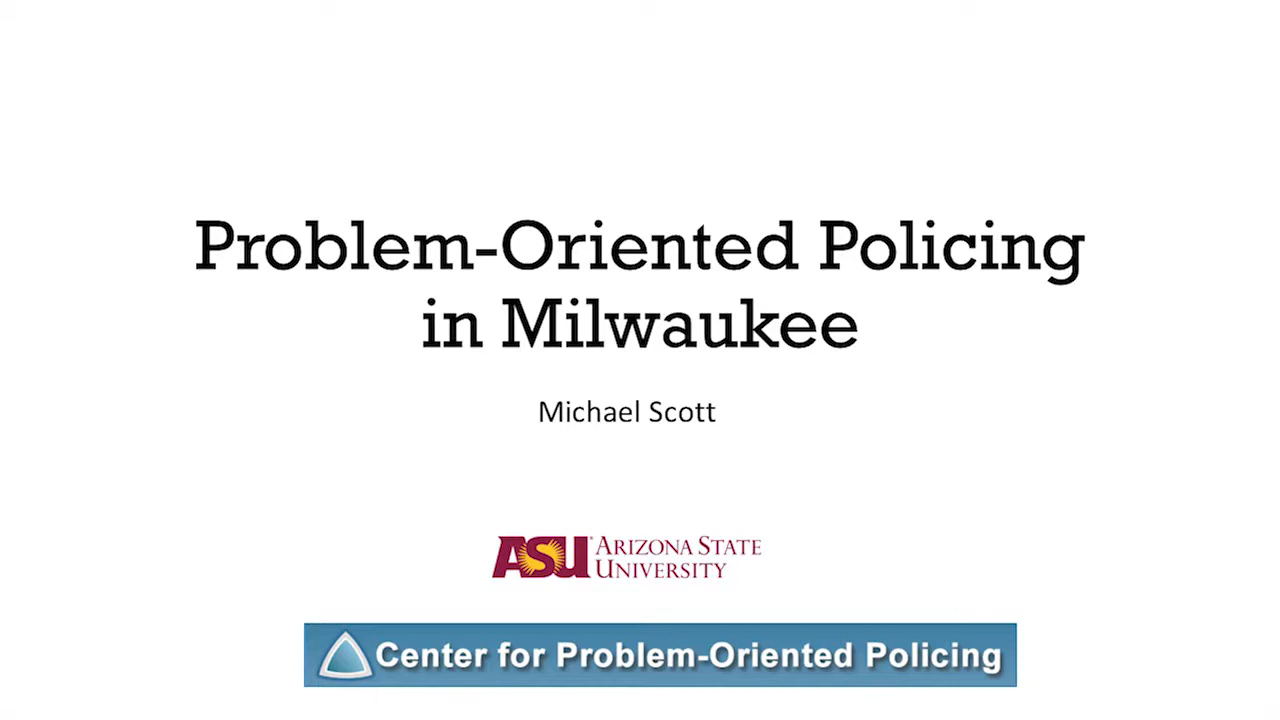 Problem-Oriented Policing
in Milwaukee
Michael Scott
ASU ARIZONA STATE
UNIVERSITY
Center for Problem-Oriented Policing